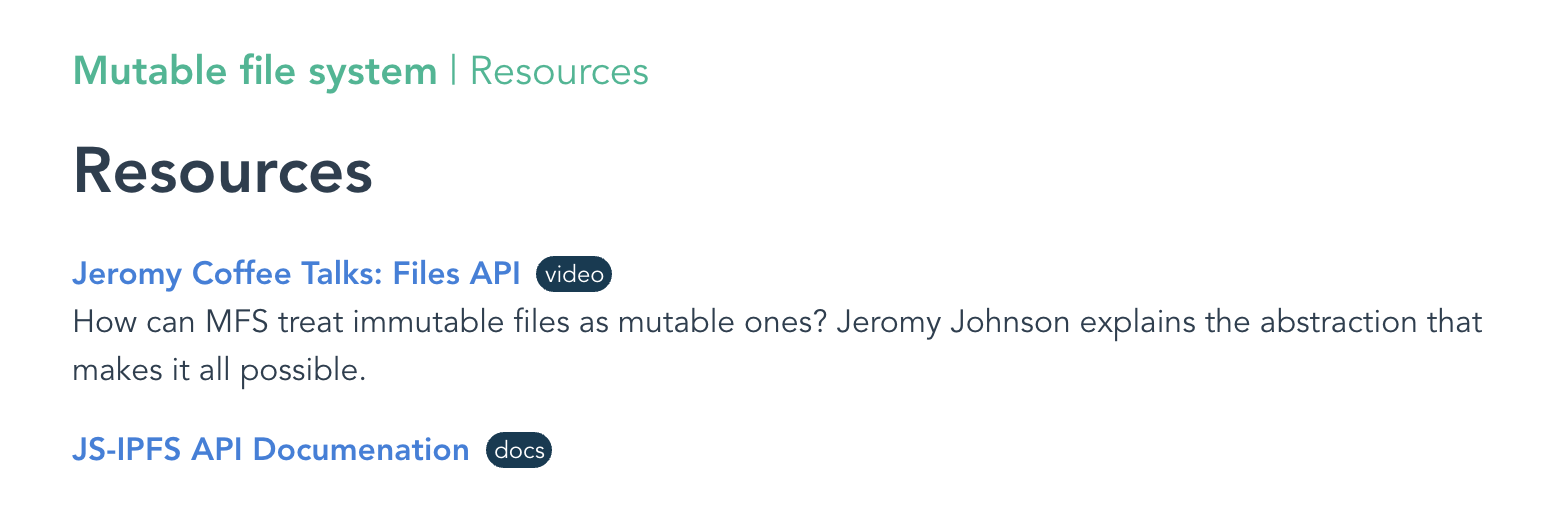 Mutable file system | Resources
Resources
Jeromy Coffee Talks: Files API video
How can MFS treat immutable files as mutable ones? Jeromy Johnson explains the abstraction that
makes it all possible.
JS-IPFS API Documenation docs